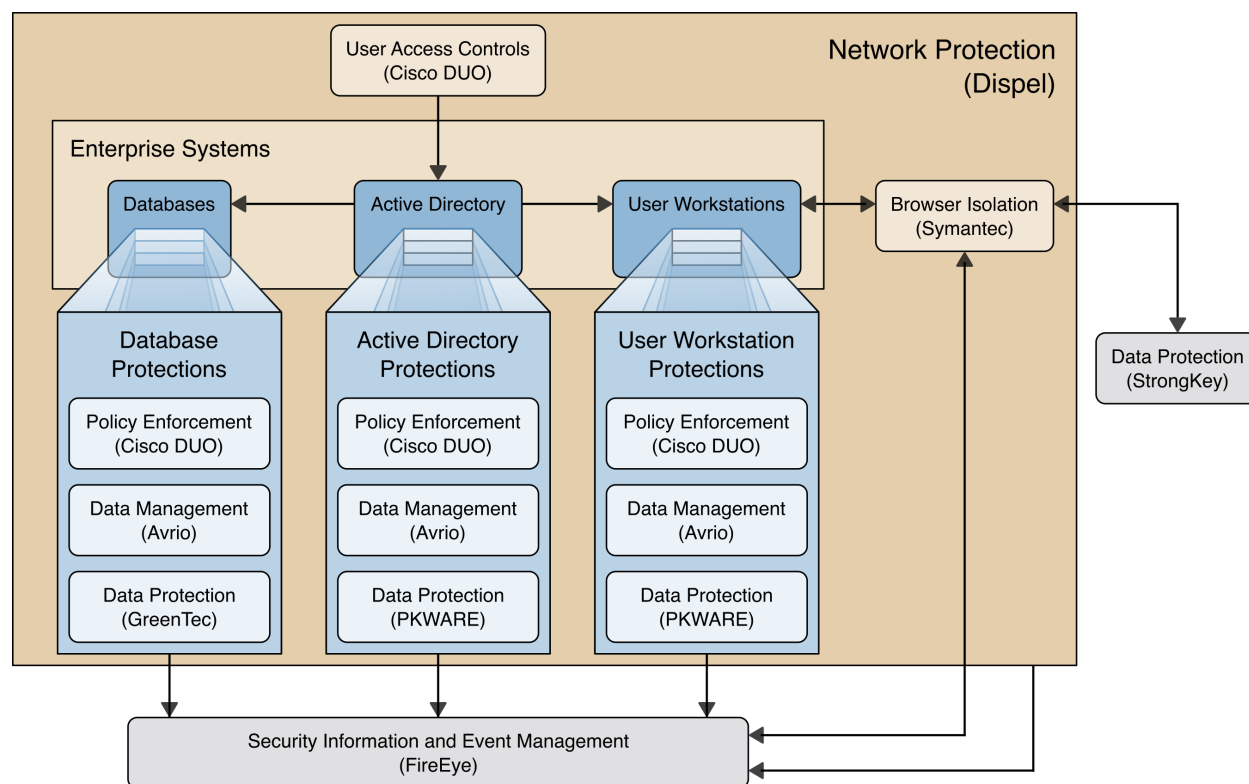 User Access Controls
(Cisco DUO)
Network Protection
(Dispel)
Enterprise Systems
Databases
Active Directory
User Workstations
Browser Isolation
(Symantec)
Data Protection
(StrongKey)
Database
Protections
Policy Enforcement
(Cisco DUO)
Data Management
(Avrio)
Data Protection
(GreenTec)
Active Directory
Protections
Policy Enforcement
(Cisco DUO)
Data Management
(Avrio)
Data Protection
(PKWARE)
User Workstation
Protections
Policy Enforcement
(Cisco DUO)
Data Management
(Avrio)
Data Protection
(PKWARE)
Security Information and Event Management
(FireEye)